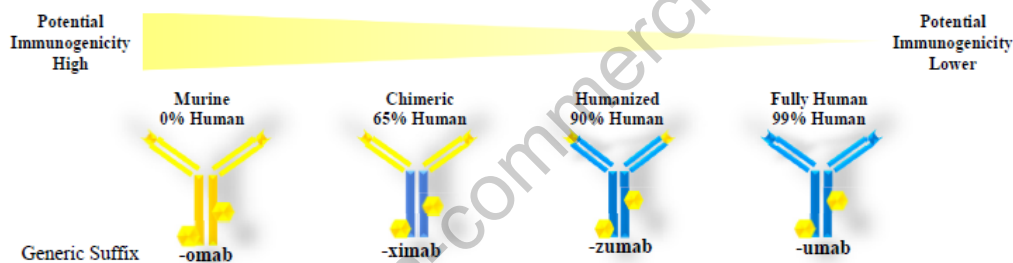 Potential
Immunogenicity
High
Potential
Immunogenicity
Lower
Murine
0% Human
Chimeric
65% Human
Humanized
90% Human
Fully Human
99% Human
Generic Suffix
-omab
-ximab
-zumab
-umab